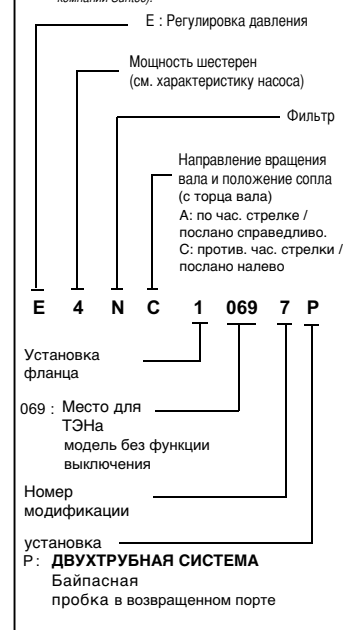 компании Suntec).
E : Регулировка давления
Мощность шестерен
(см. характеристику насоса)
Фильтр
Направление вращения
вала и положение сопла
(с торца вала)
A: по час. стрелке /
послано справедливо.
C: против. час. стрелки /
послано налево
E 4 N C 1 069 7 P
Установка
фланца
069 : Место для
ТЭНа
модель без функции
выключения
Номер
модификации
установка
P : ДВУХТРУБНАЯ СИСТЕМА
Байпасная
пробка в возвращенном порте